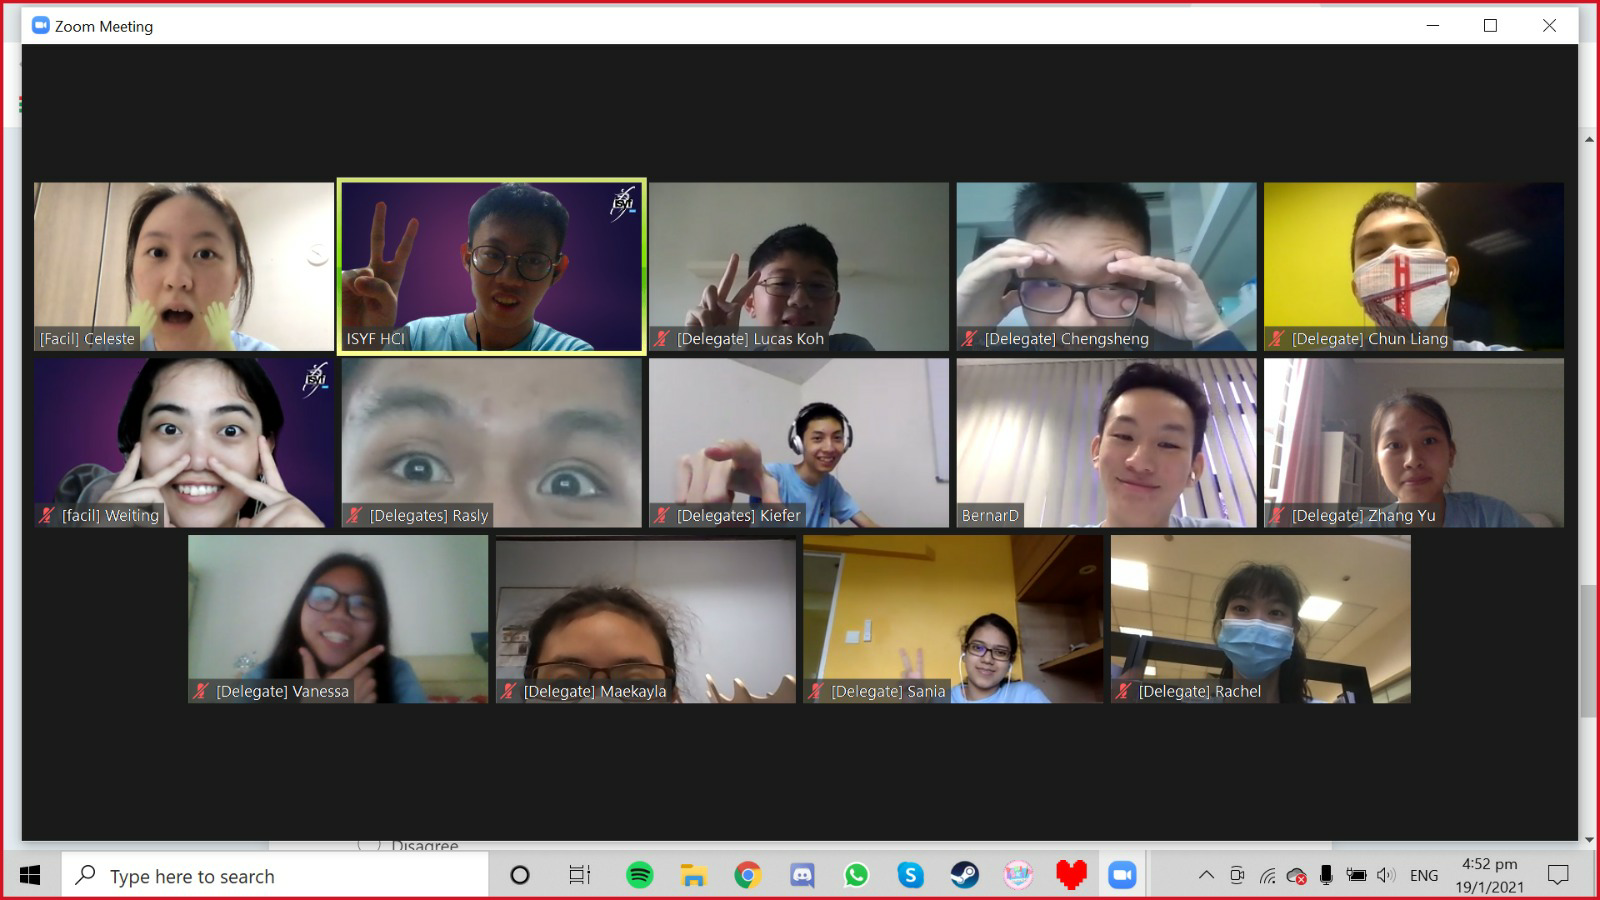 Zoom Meeting
[Facil] Celeste
ISYF HCI
[Delegate] Lucas Koh
[Delegate] Chengsheng
[Delegate] Chun Liang
[facil] Weiting
[Delegates] Rasly
[Delegates] Kiefer
BernarD
[Delegate] Zhang Yu
[Delegate] Vanessa
[Delegate] Maekayla
[Delegate] Sania
[Delegate] Rachel
Disagree
Type here to search
ENG
4:52 pm
19/1/2021